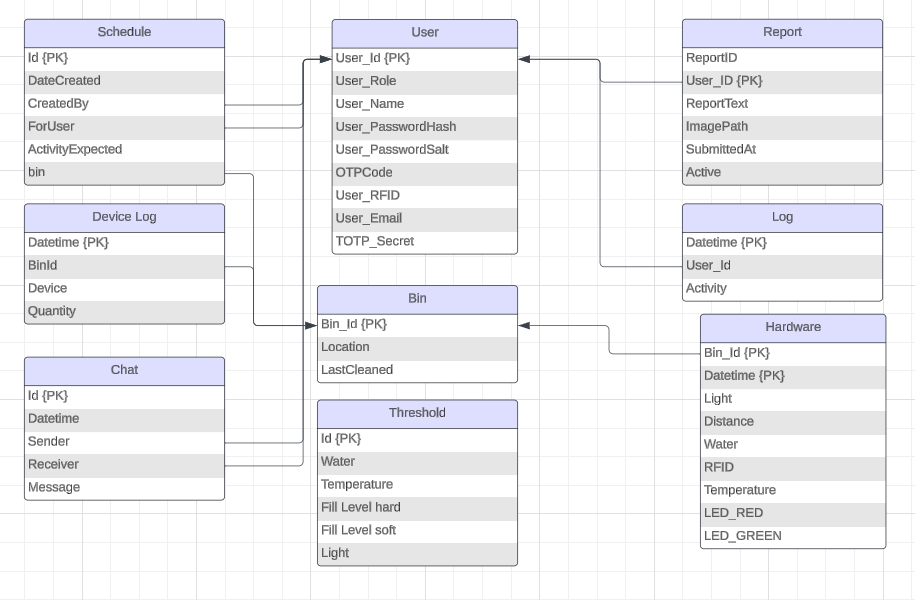 Schedule
Id {PK}
DateCreated
CreatedBy
ForUser
ActivityExpected
bin
Device Log
Datetime {PK}
BinId
Device
Quantity
Chat
Id {PK}
Datetime
Sender
Receiver
Message
User
User_Id {PK}
User_Role
User_Name
User_PasswordHash
User_PasswordSalt
OTPCode
User_RFID
User_Email
TOTP_Secret
Bin
Bin_Id {PK}
Location
LastCleaned
Threshold
Id {PK}
Water
Temperature
Fill Level hard
Fill Level soft
Light
Report
ReportID
User_ID {PK}
ReportText
ImagePath
SubmittedAt
Active
Log
Datetime {PK}
User_Id
Activity
Hardware
Bin_Id {PK}
Datetime {PK}
Light
Distance
Water
RFID
Temperature
LED_RED
LED_GREEN